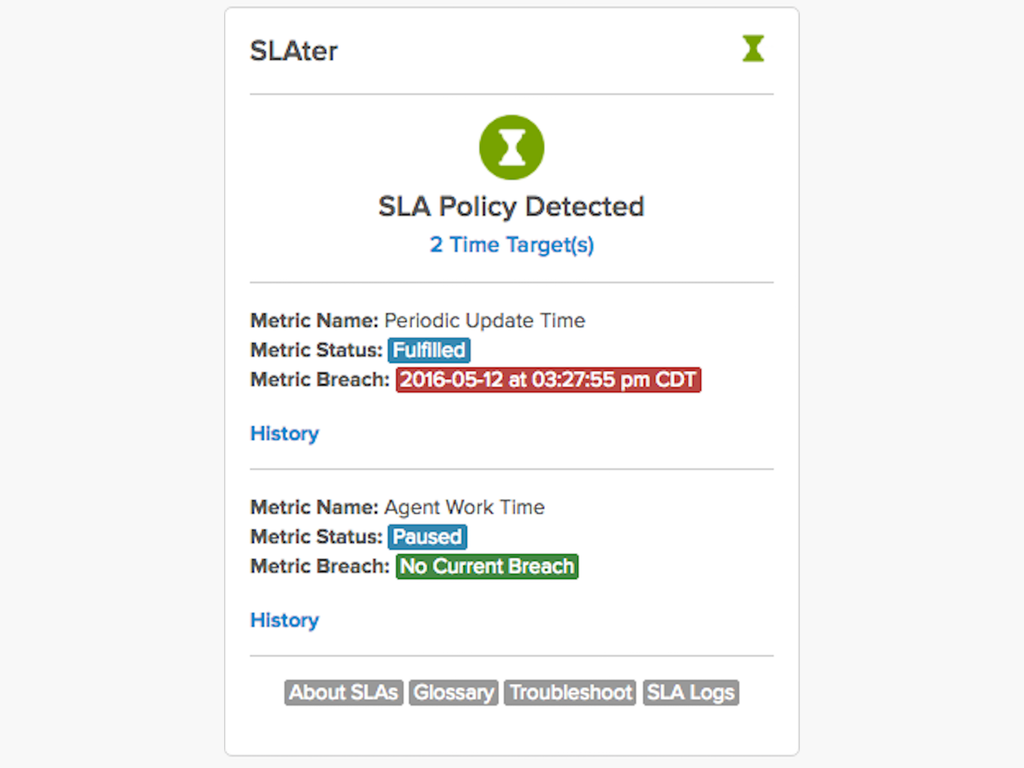 SLAter
SLA Policy Detected
2 Time Target(s)
Metric Name: Periodic Update Time
Metric Status: Fulfilled
Metric Breach: 2016-05-12 at 03:27:55 pm CDT
History
Metric Name: Agent Work Time
Metric Status: Paused
Metric Breach: No Current Breach
History
About SLAs Glossary Troubleshoot SLA Logs